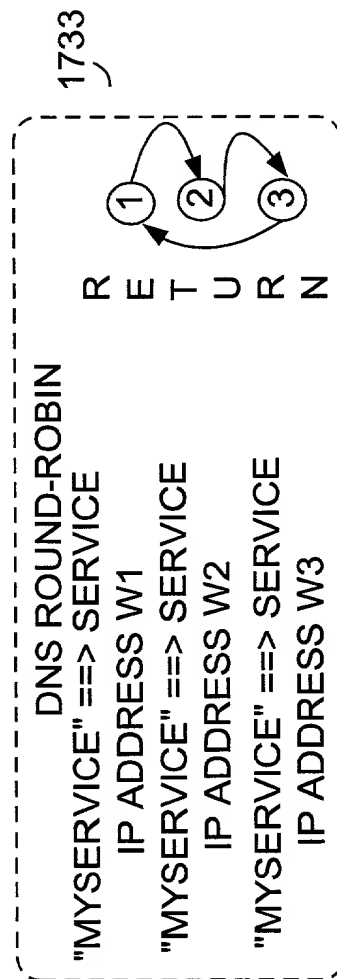 1733
DNS ROUND-ROBIN
"MYSERVICE" ==> SERVICE
IP ADDRESS W1
"MYSERVICE" ==> SERVICE
IP ADDRESS W2
"MYSERVICE" ==> SERVICE
IP ADDRESS W3
RETURN
1
2
3